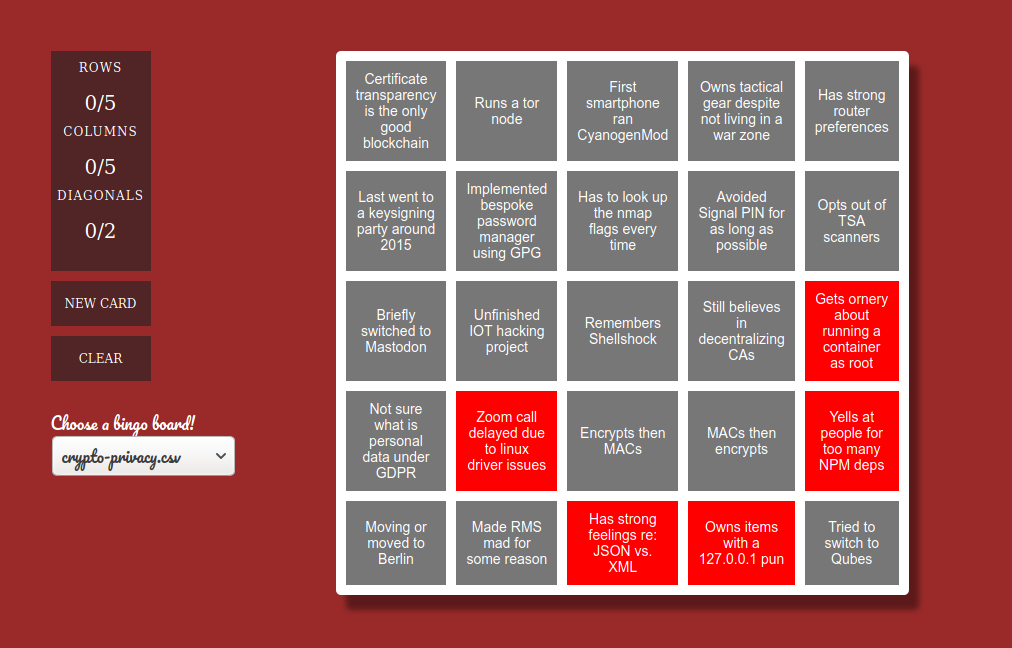 ROWS
0/5
COLUMNS
0/5
DIAGONALS
0/2
NEW CARD
CLEAR
Choose a bingo board!
crypto-privacy.csv
Certificate
transparency
is the only
good
blockchain
Runs a tor
node
First
smartphone
ran
CyanogenMod
Owns tactical
gear despite
not living in a
war zone
Has strong
router
preferences
Last went to
a keysigning
party around
2015
Implemented
bespoke
password
manager
using GPG
Has to look up
the nmap
flags every
time
Avoided
Signal PIN for
as long as
possible
Opts out of
TSA
scanners
Briefly
switched to
Mastodon
Unfinished
IOT hacking
project
Remembers
Shellshock
Still believes
in
decentralizing
CAs
Gets ornery
about
running a
container
as root
Not sure
what is
personal
data under
GDPR
Zoom call
delayed due
to linux
driver issues
Encrypts then
MACs
MACs then
encrypts
Yells at
people for
too many
NPM deps
Moving or
moved to
Berlin
Made RMS
mad for
some reason
Has strong
feelings re:
JSON vs.
XML
Owns items
with a
127.0.0.1 pun
Tried to
switch to
Qubes